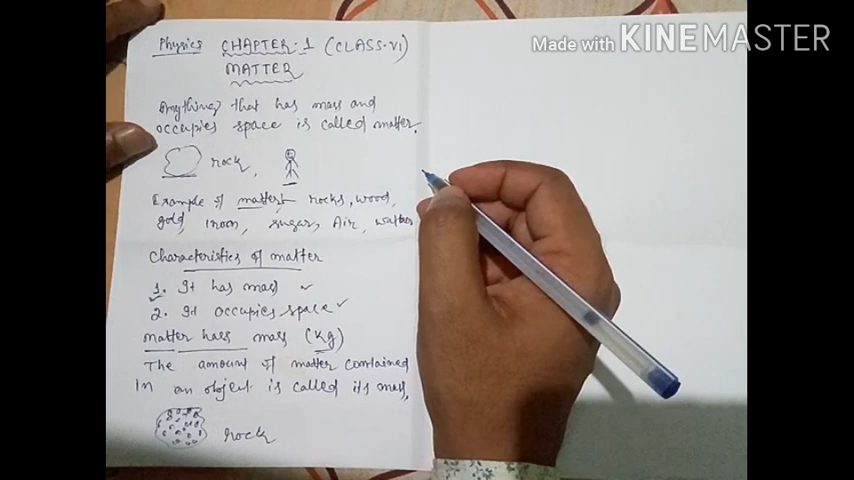 Made with KINEMASTER
Physics CHAPTER:1 (CLASS-VI)
MATTER
Anything that has mass and
occupies space is called matter.
rock,
Example of matter:- rocks, wood,
gold, Iron, sugar, Air, water
Characteristics of matter
1. It has mass ✓
2. It occupies space ✓
matter hass mass (Kg)
The amount of matter contained
In an object is called its mass.
rock